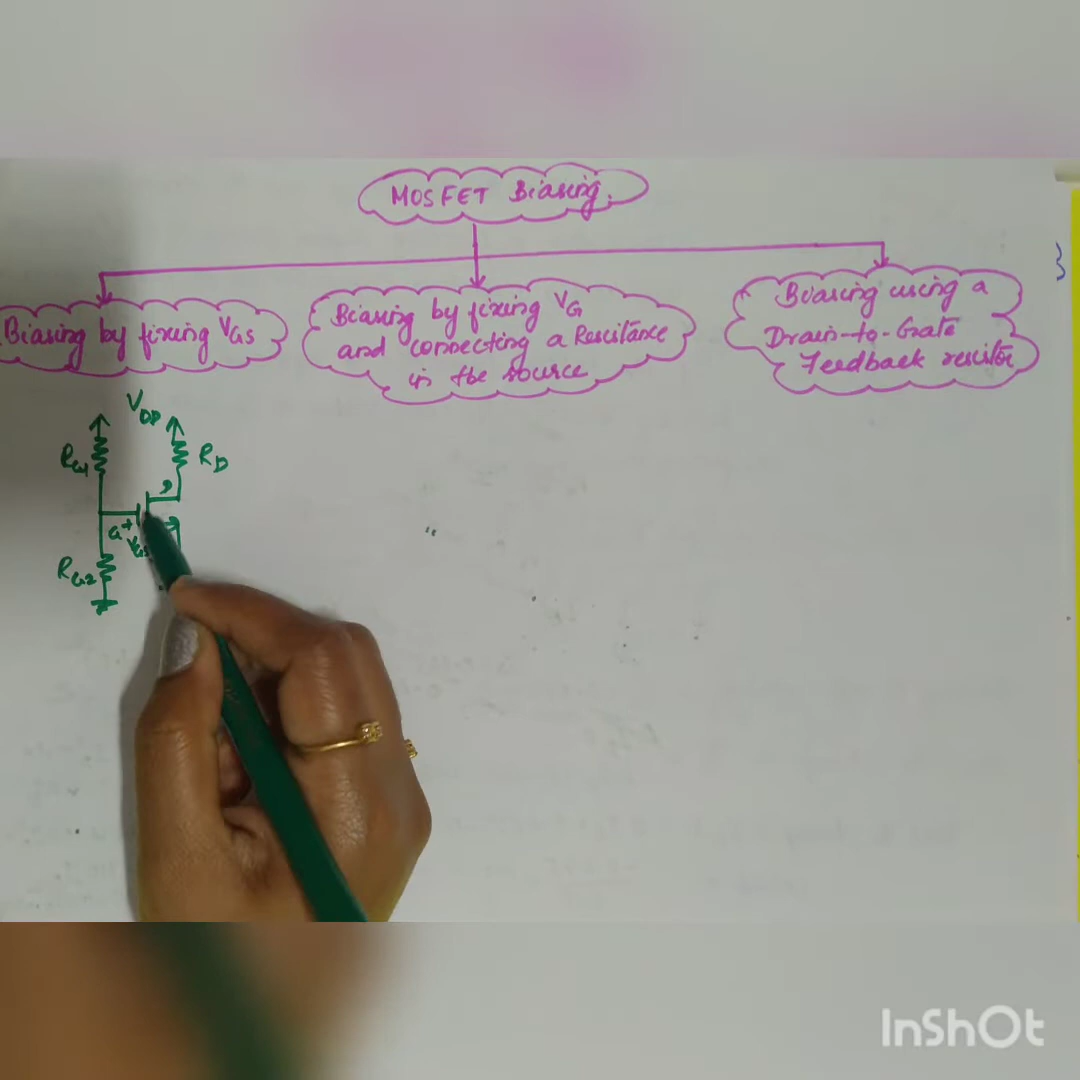 MOSFET Biasing.
Biasing by fixing VGS
Biasing by fixing VG
and connecting a Resistance
in the source
Biasing using a
Drain-to-Gate
Feedback resistor
VDD
RG1
RD
G +
VGS
RG2
InShOt